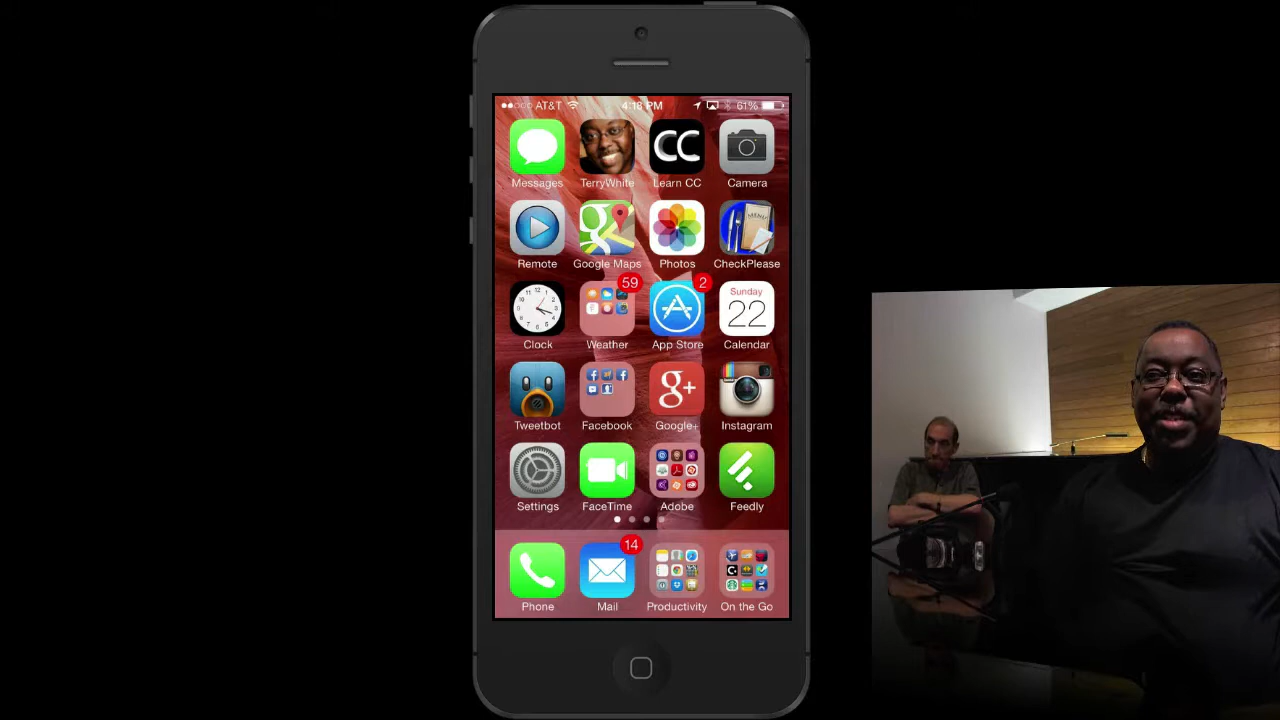 AT&T 4:18 PM 61%
Messages TerryWhite Learn CC Camera
CC
Remote Google Maps Photos CheckPlease
MENU
59 2 Sunday
22
Clock Weather App Store Calendar
g+
Tweetbot Facebook Google+ Instagram
Settings FaceTime Adobe Feedly
14
Phone Mail Productivity On the Go